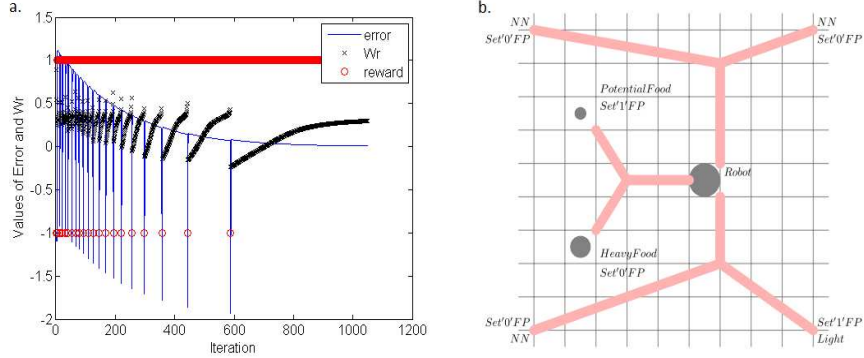 a.
1.5
1
0.5
0
-0.5
-1
-1.5
-2
Values of Error and Wr
0
200
400
600
800
1000
1200
Iteration
error
Wr
reward
b.
NN
Set'0'FP
NN
Set'0'FP
PotentialFood
Set'1'FP
Robot
HeavyFood
Set'0'FP
Set'0'FP
NN
Set'1'FP
Light